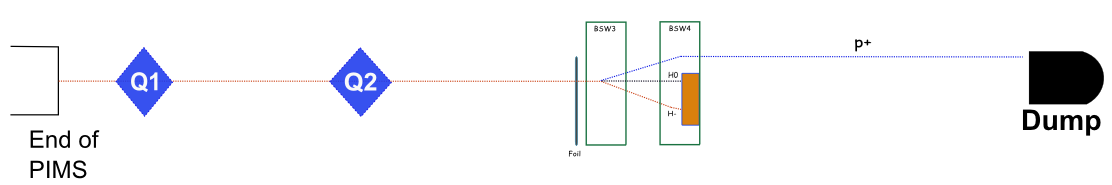 End of
PIMS
Q1
Q2
Foil
BSW3
BSW4
H0
H-
p+
Dump